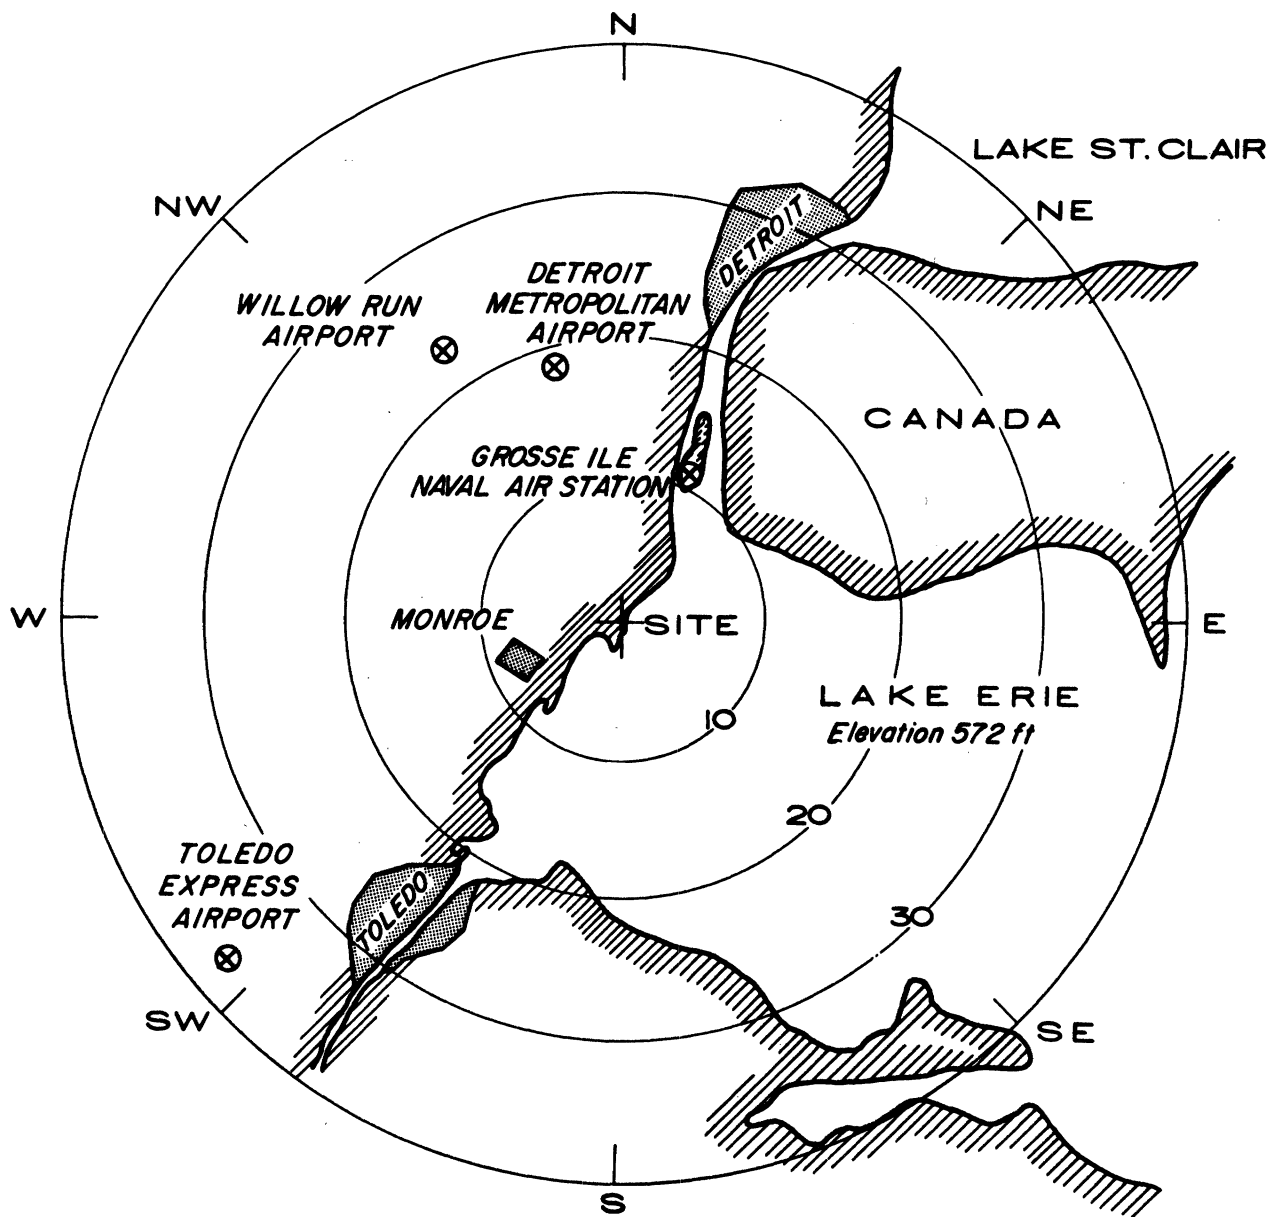 N
LAKE ST. CLAIR
NW
NE
DETROIT
DETROIT
METROPOLITAN
AIRPORT
WILLOW RUN
AIRPORT
CANADA
GROSSE ILE
NAVAL AIR STATION
W
MONROE
SITE
E
LAKE ERIE
Elevation 572 ft
10
20
TOLEDO
EXPRESS
AIRPORT
TOLEDO
30
SW
SE
S